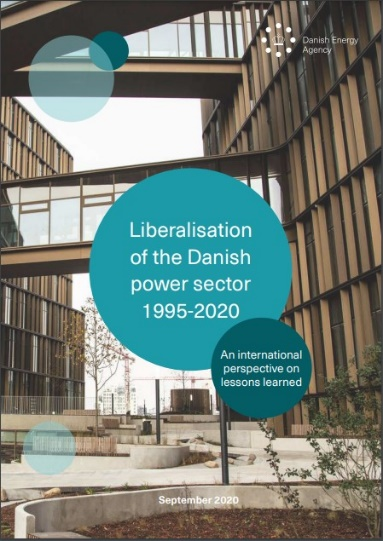 Danish Energy
Agency
Liberalisation
of the Danish
power sector
1995-2020
An international
perspective on
lessons learned
September 2020